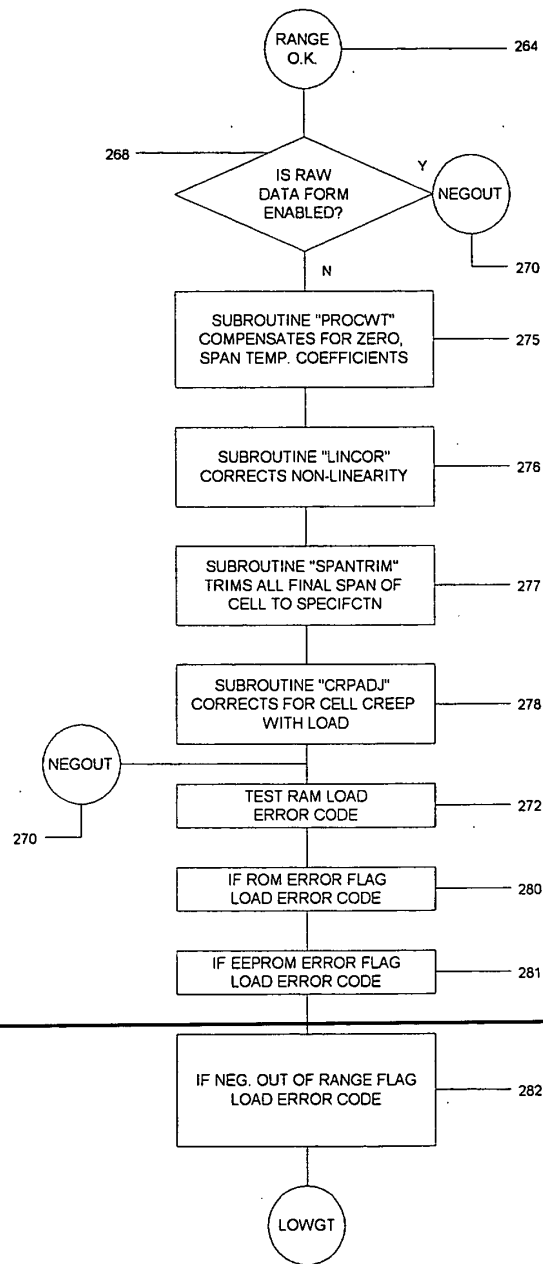 RANGE
O.K.
264
268
IS RAW
DATA FORM
ENABLED?
Y
NEGOUT
270
N
SUBROUTINE "PROCWT"
COMPENSATES FOR ZERO,
SPAN TEMP. COEFFICIENTS
275
SUBROUTINE "LINCOR"
CORRECTS NON-LINEARITY
276
SUBROUTINE "SPANTRIM"
TRIMS ALL FINAL SPAN OF
CELL TO SPECIFCTN
277
SUBROUTINE "CRPADJ"
CORRECTS FOR CELL CREEP
WITH LOAD
278
NEGOUT
270
TEST RAM LOAD
ERROR CODE
272
IF ROM ERROR FLAG
LOAD ERROR CODE
280
IF EEPROM ERROR FLAG
LOAD ERROR CODE
281
IF NEG. OUT OF RANGE FLAG
LOAD ERROR CODE
282
LOWGT